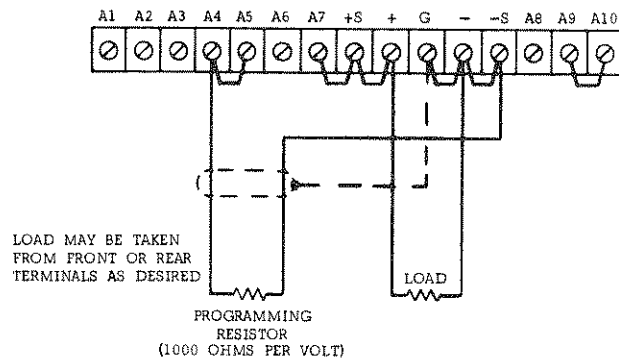 A1 A2 A3 A4 A5 A6 A7 +S + G - -S A8 A9 A10
LOAD MAY BE TAKEN
FROM FRONT OR REAR
TERMINALS AS DESIRED
LOAD
PROGRAMMING
RESISTOR
(1000 OHMS PER VOLT)